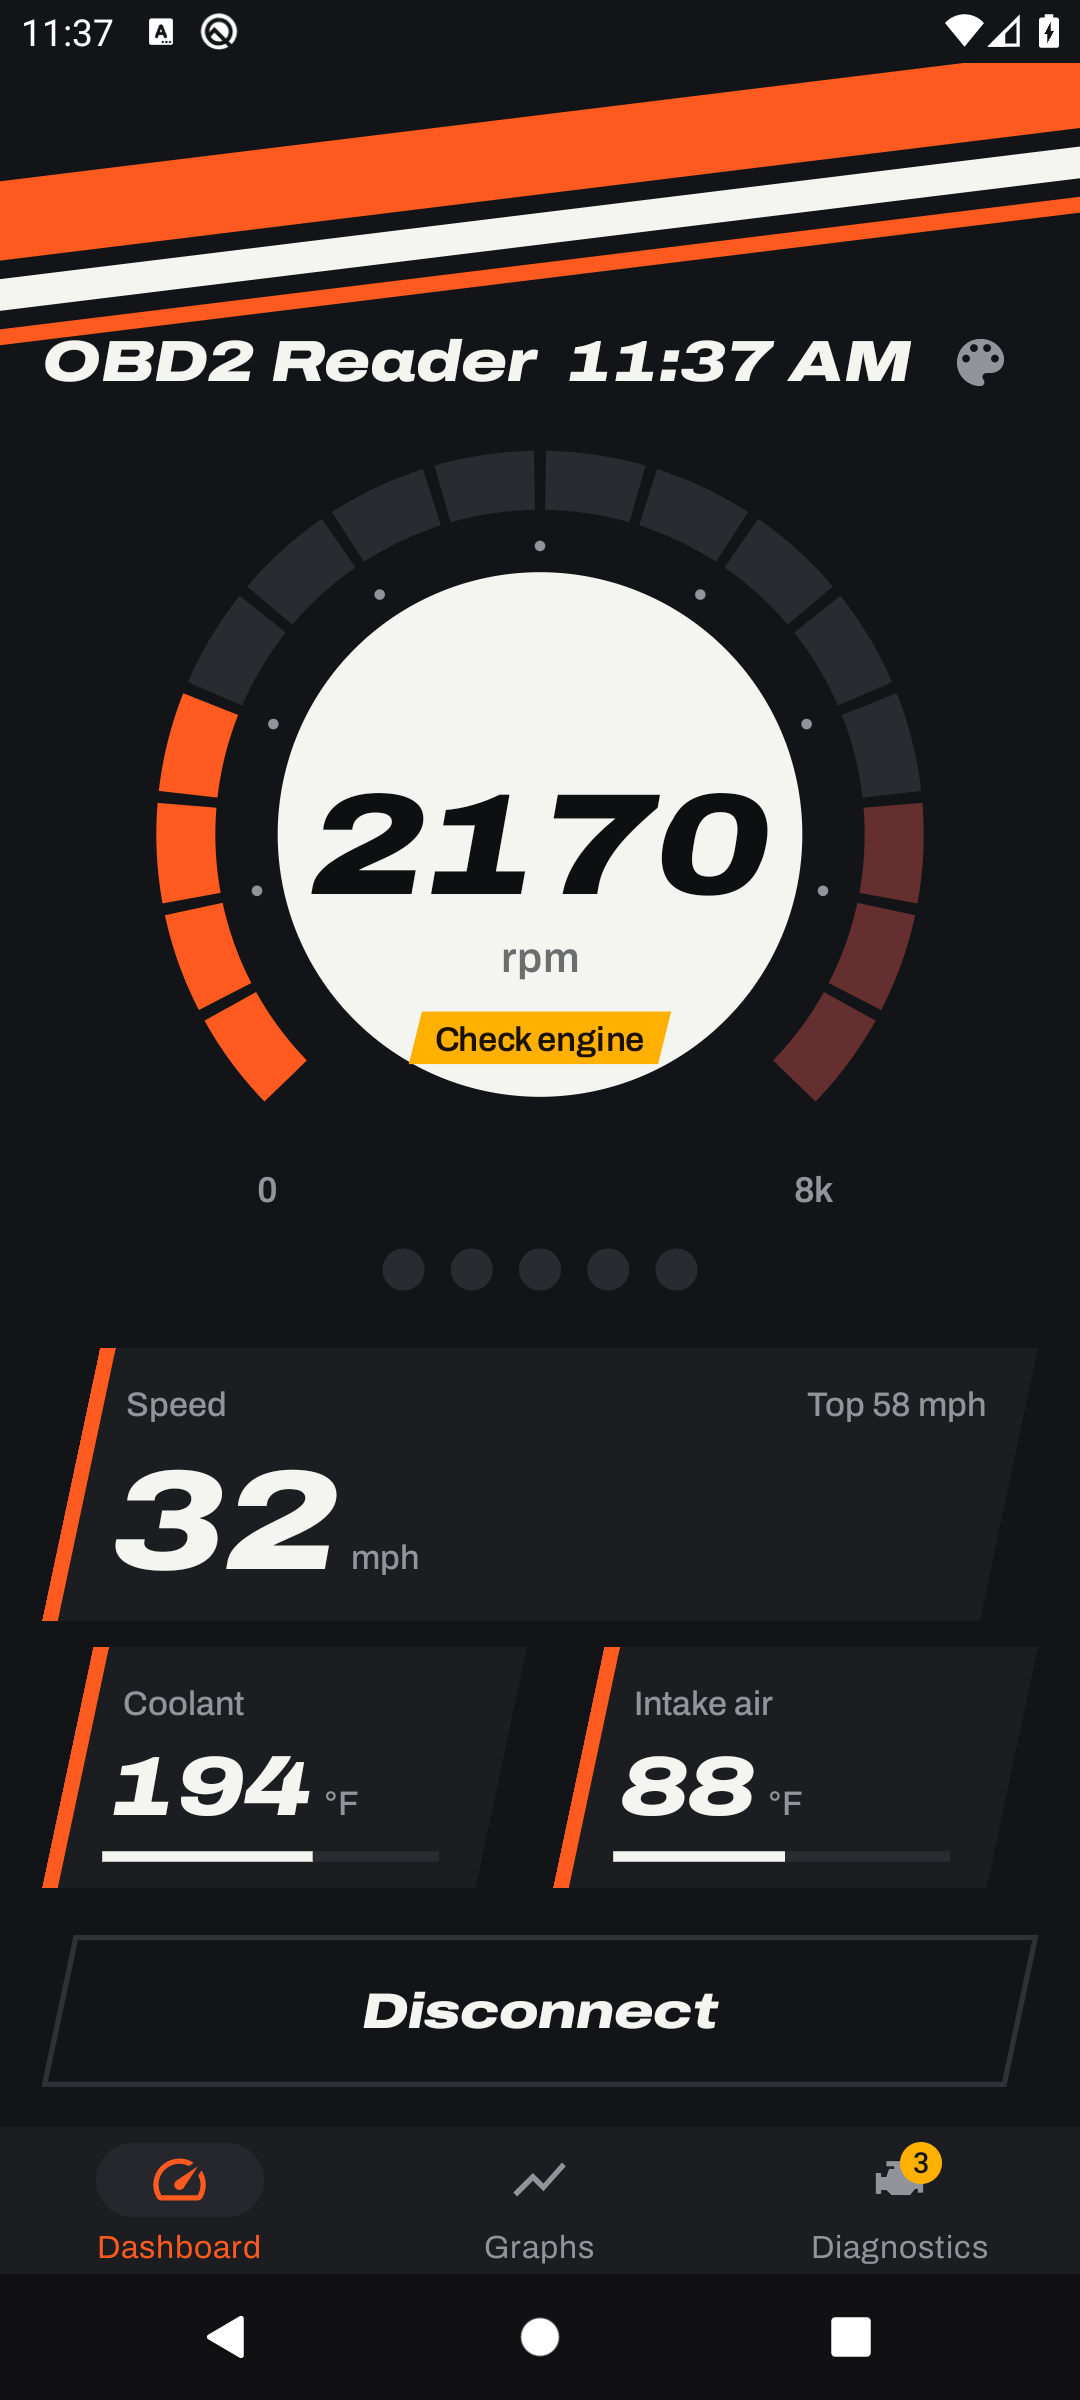 11:37
OBD2 Reader 11:37 AM
2170
rpm
Check engine
0 8k
Speed Top 58 mph
32 mph
Coolant Intake air
194 °F 88 °F
Disconnect
3
Dashboard Graphs Diagnostics